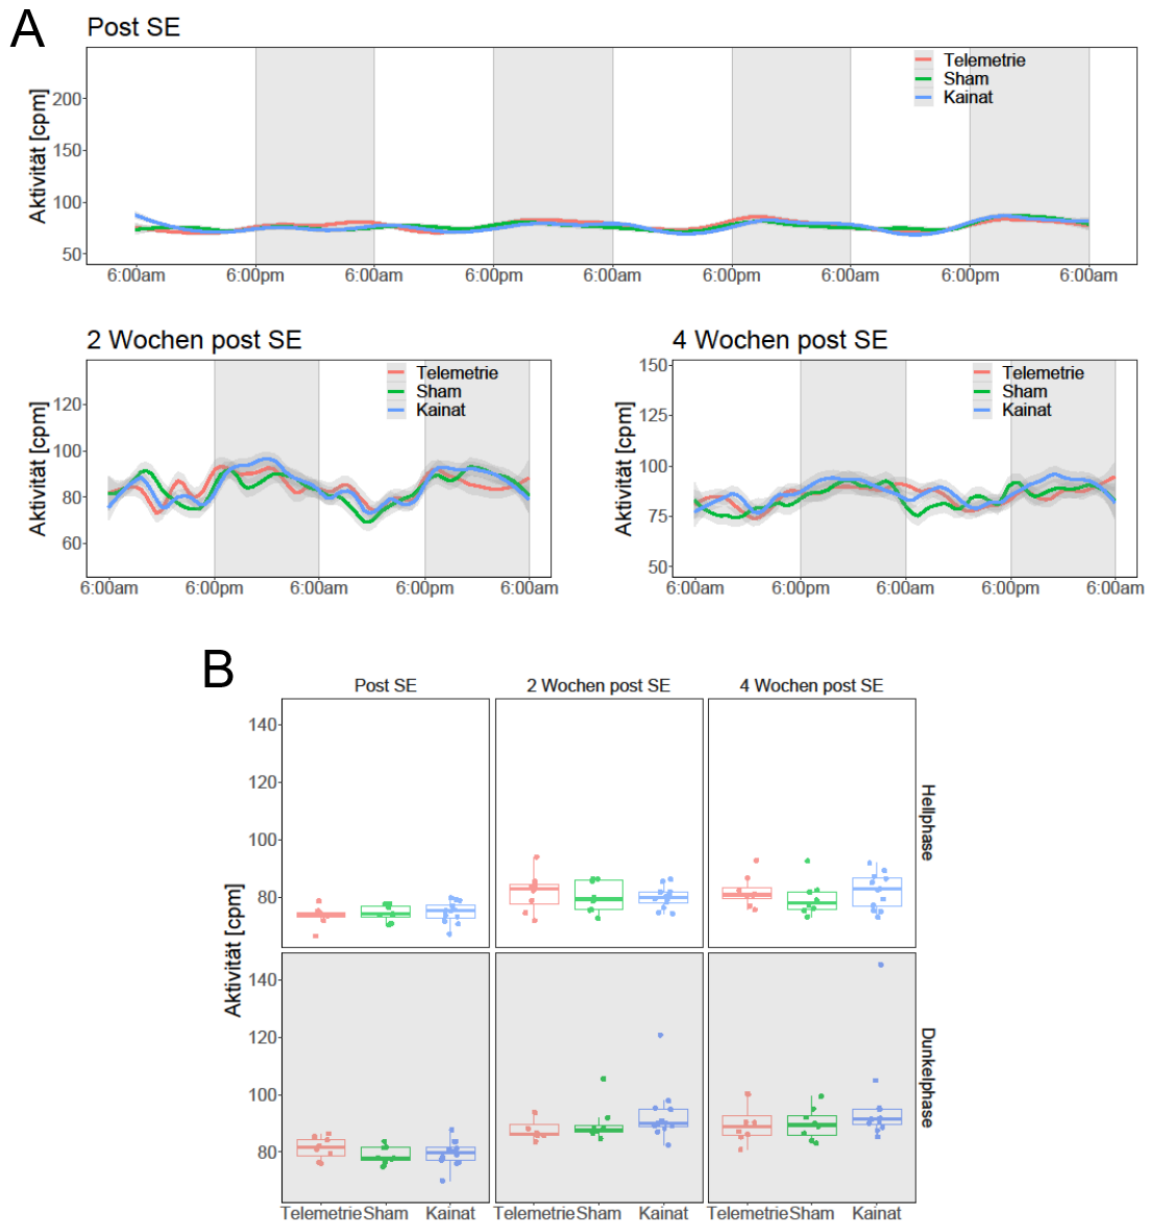 A
Post SE
Aktivität [cpm]
200
150
100
50
Telemetrie
Sham
Kainat
6:00am 6:00pm 6:00am 6:00pm 6:00am 6:00pm 6:00am 6:00pm 6:00am
2 Wochen post SE
Aktivität [cpm]
120
100
80
60
Telemetrie
Sham
Kainat
6:00am 6:00pm 6:00am 6:00pm 6:00am
4 Wochen post SE
Aktivität [cpm]
150
125
100
75
50
Telemetrie
Sham
Kainat
6:00am 6:00pm 6:00am 6:00pm 6:00am
B
Post SE 2 Wochen post SE 4 Wochen post SE
Aktivität [cpm]
140
120
100
80
Hellphase
140
120
100
80
Dunkelphase
Telemetrie Sham Kainat Telemetrie Sham Kainat Telemetrie Sham Kainat